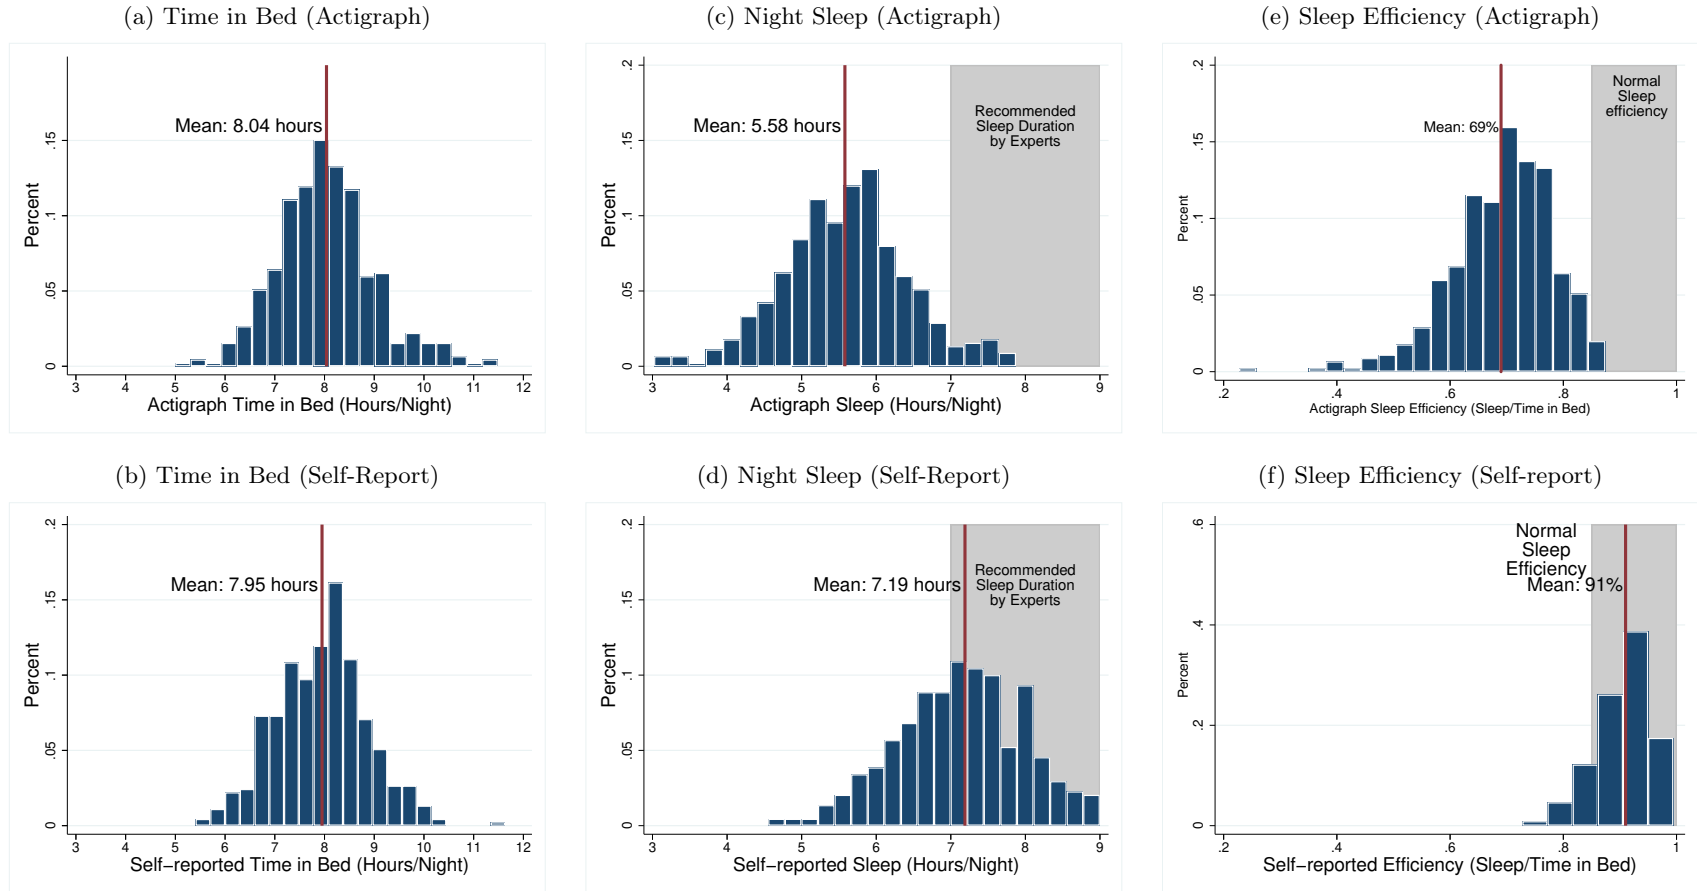 (a) Time in Bed (Actigraph)
Percent
.15
.1
.05
0
Mean: 8.04 hours
3 4 5 6 7 8 9 10 11 12
Actigraph Time in Bed (Hours/Night)
(c) Night Sleep (Actigraph)
Percent
.2
.15
.1
.05
0
Mean: 5.58 hours
Recommended
Sleep Duration
by Experts
3 4 5 6 7 8 9
Actigraph Sleep (Hours/Night)
(e) Sleep Efficiency (Actigraph)
Percent
.2
.15
.1
.05
0
Mean: 69%
Normal
Sleep
efficiency
.2 .4 .6 .8 1
Actigraph Sleep Efficiency (Sleep/Time in Bed)
(b) Time in Bed (Self-Report)
Percent
.2
.15
.1
.05
0
Mean: 7.95 hours
3 4 5 6 7 8 9 10 11 12
Self−reported Time in Bed (Hours/Night)
(d) Night Sleep (Self-Report)
Percent
.2
.15
.1
.05
0
Mean: 7.19 hours
Recommended
Sleep Duration
by Experts
3 4 5 6 7 8 9
Self−reported Sleep (Hours/Night)
(f) Sleep Efficiency (Self-report)
Percent
.6
.4
.2
0
Normal
Sleep
Efficiency
Mean: 91%
.2 .4 .6 .8 1
Self−reported Efficiency (Sleep/Time in Bed)